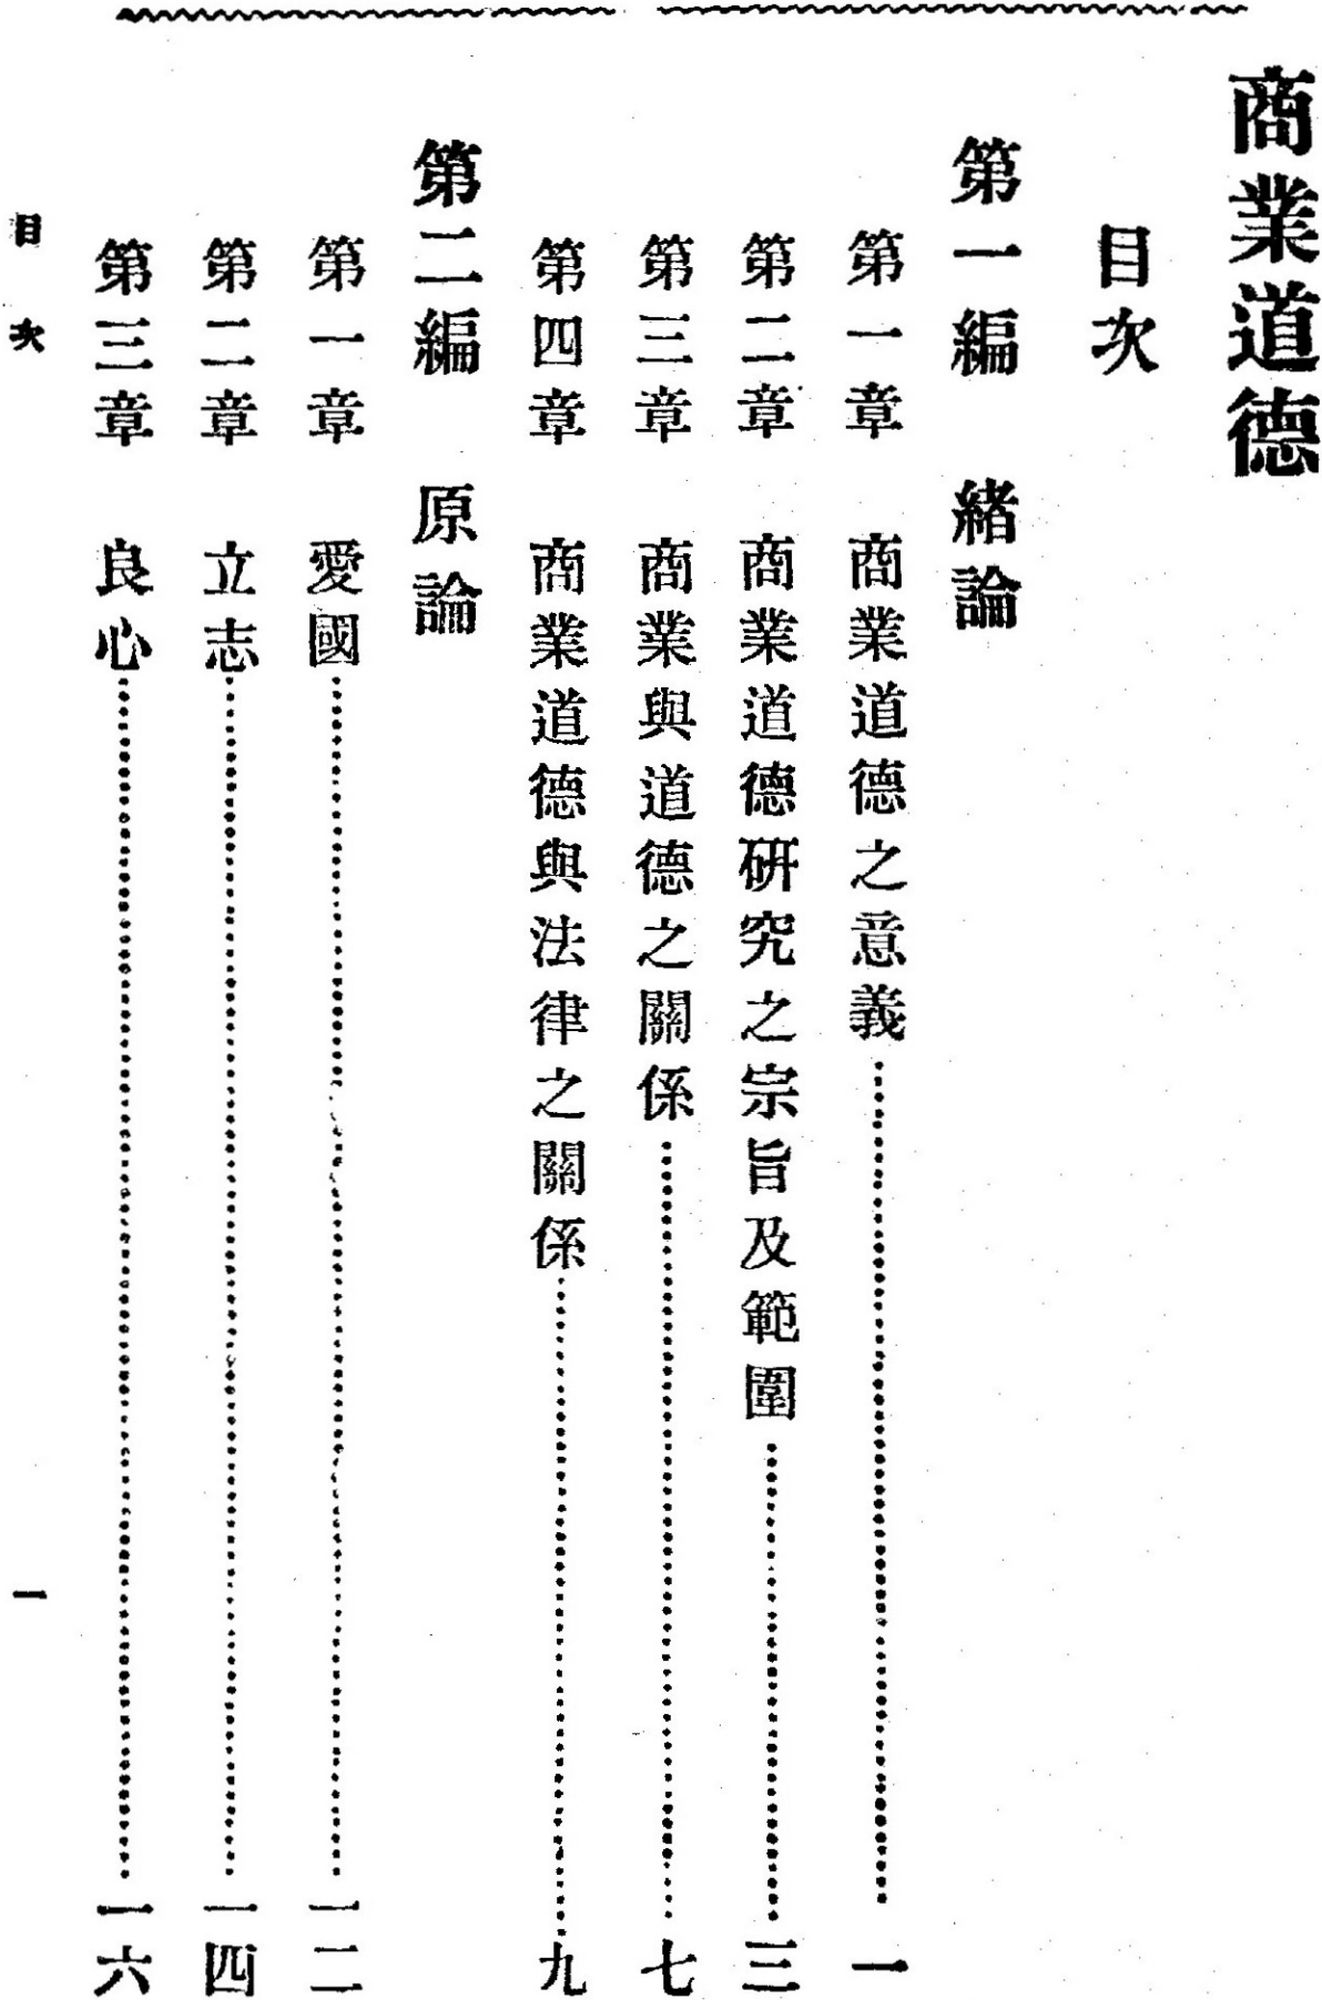 商業道德
目次
第一編　緒論
第一章　商業道德之意義……一
第二章　商業道德硏究之宗旨及範圍……三
第三章　商業與道德之關係……七
第四章　商業道德與法律之關係……九
第二編　原論
第一章　愛國……一二
第二章　立志……一四
第三章　良心……一六
目次　一